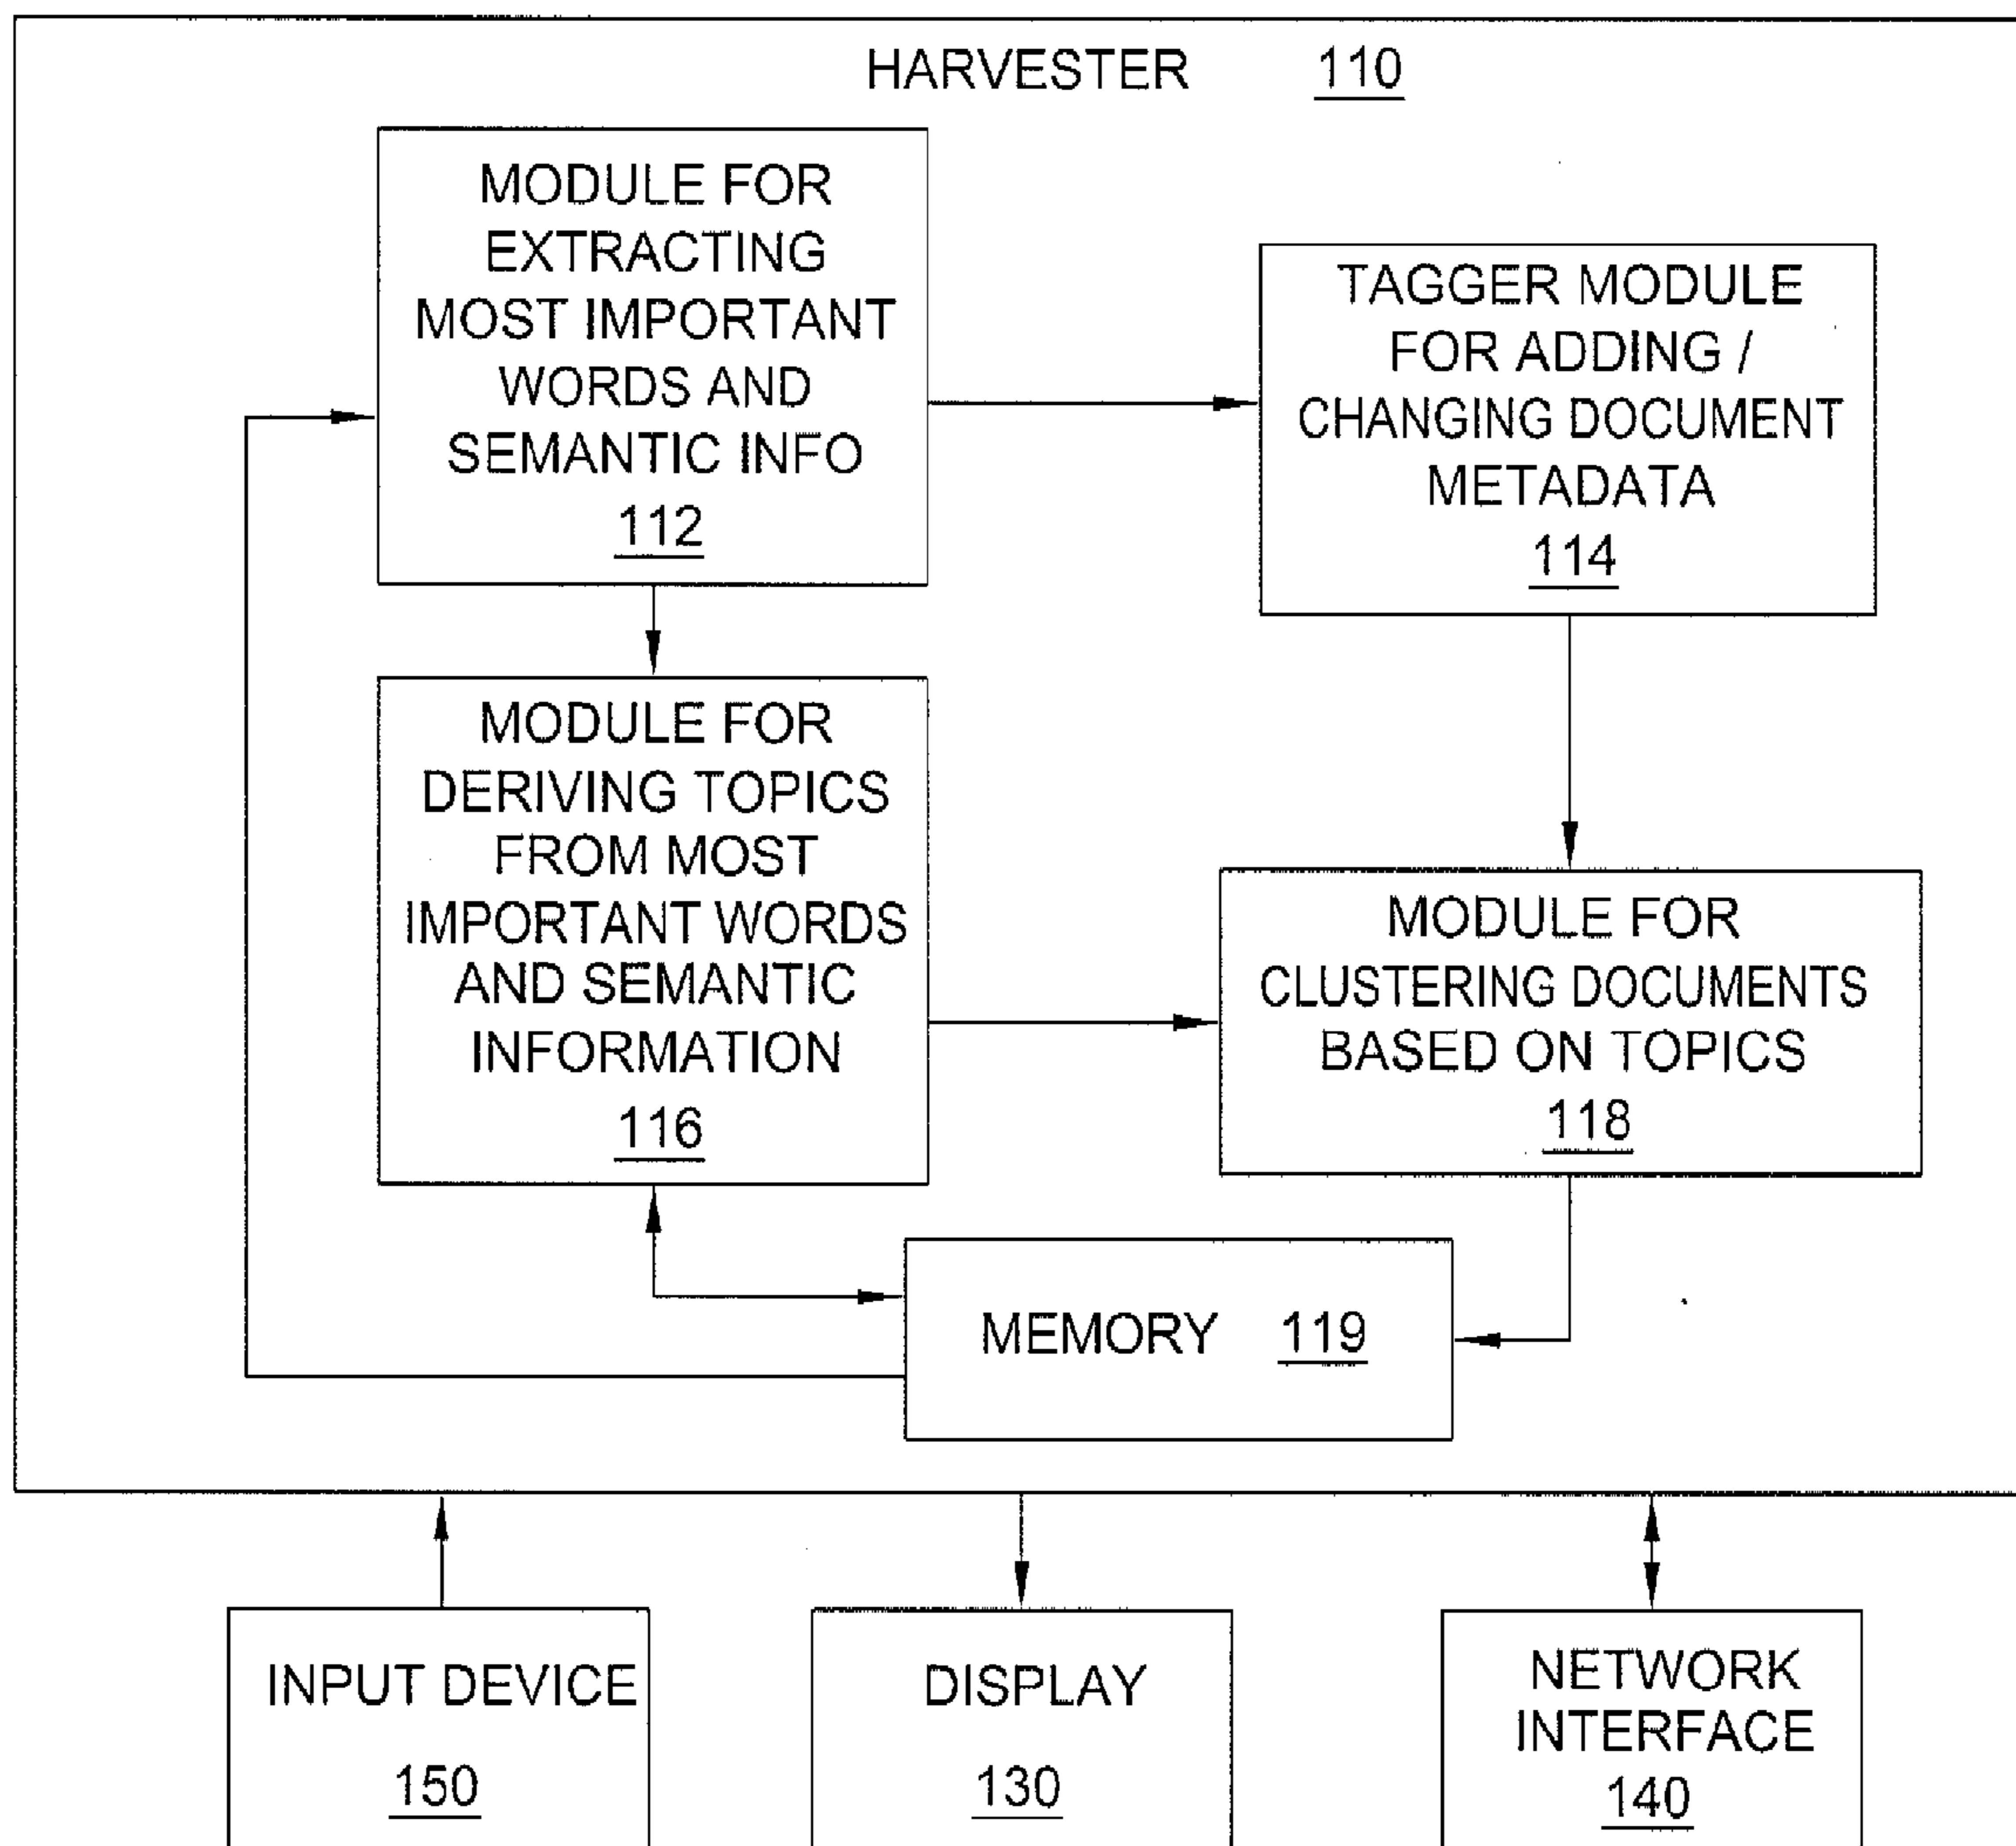 HARVESTER 110
MODULE FOR
EXTRACTING
MOST IMPORTANT
WORDS AND
SEMANTIC INFO
112
TAGGER MODULE
FOR ADDING /
CHANGING DOCUMENT
METADATA
114
MODULE FOR
DERIVING TOPICS
FROM MOST
IMPORTANT WORDS
AND SEMANTIC
INFORMATION
116
MODULE FOR
CLUSTERING DOCUMENTS
BASED ON TOPICS
118
MEMORY 119
INPUT DEVICE
150
DISPLAY
130
NETWORK
INTERFACE
140